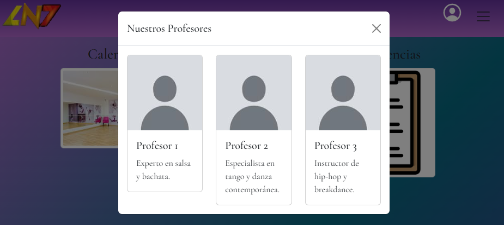 LN7
Nuestros Profesores
Calen
ncias
Profesor 1
Experto en salsa
y bachata.
Profesor 2
Especialista en
tango y danza
contemporánea.
Profesor 3
Instructor de
hip-hop y
breakdance.